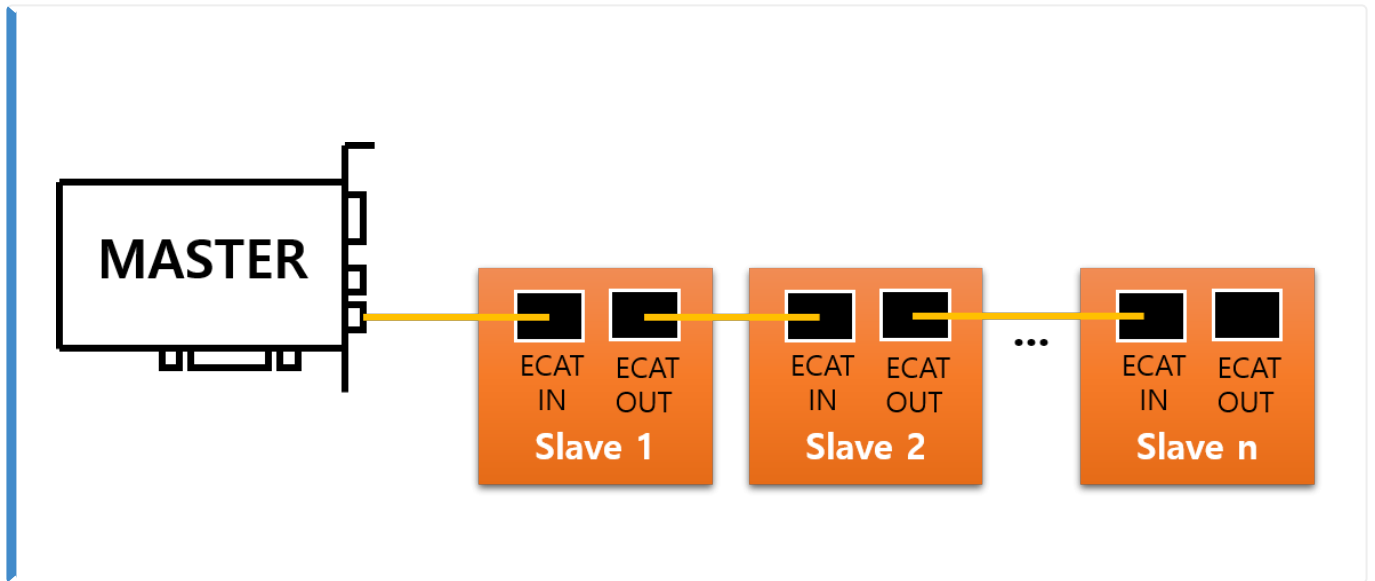 MASTER
ECAT
IN
ECAT
OUT
Slave 1
ECAT
IN
ECAT
OUT
Slave 2
...
ECAT
IN
ECAT
OUT
Slave n